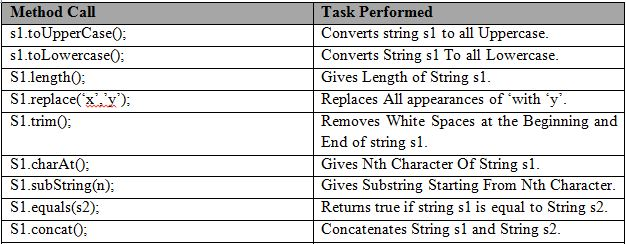 Method Call Task Performed
s1.toUpperCase(); Converts string s1 to all Uppercase.
s1.toLowercase(); Converts String s1 To all Lowercase.
S1.length(); Gives Length of String s1.
S1.replace(‘x’,’y’); Replaces All appearances of ‘with ‘y’.
S1.trim(); Removes White Spaces at the Beginning and
End of string s1.
S1.charAt(); Gives Nth Character Of String s1.
S1.subString(n); Gives Substring Starting From Nth Character.
S1.equals(s2); Returns true if string s1 is equal to String s2.
S1.concat(); Concatenates String s1 and String s2.